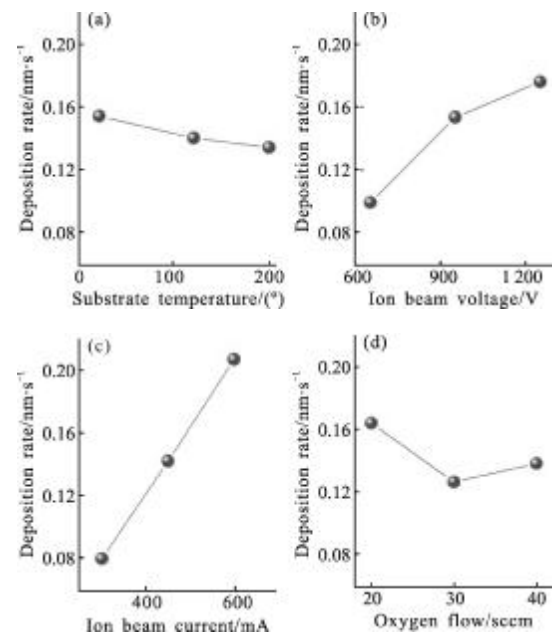 (a)
Deposition rate/nm·s⁻¹
0.20
0.16
0.12
0.08
0 100 200
Substrate temperature/(°)
(b)
Deposition rate/nm·s⁻¹
0.20
0.16
0.12
0.08
600 900 1200
Ion beam voltage/V
(c)
Deposition rate/nm·s⁻¹
0.20
0.16
0.12
0.08
400 600
Ion beam current/mA
(d)
Deposition rate/nm·s⁻¹
0.20
0.16
0.12
0.08
20 30 40
Oxygen flow/sccm